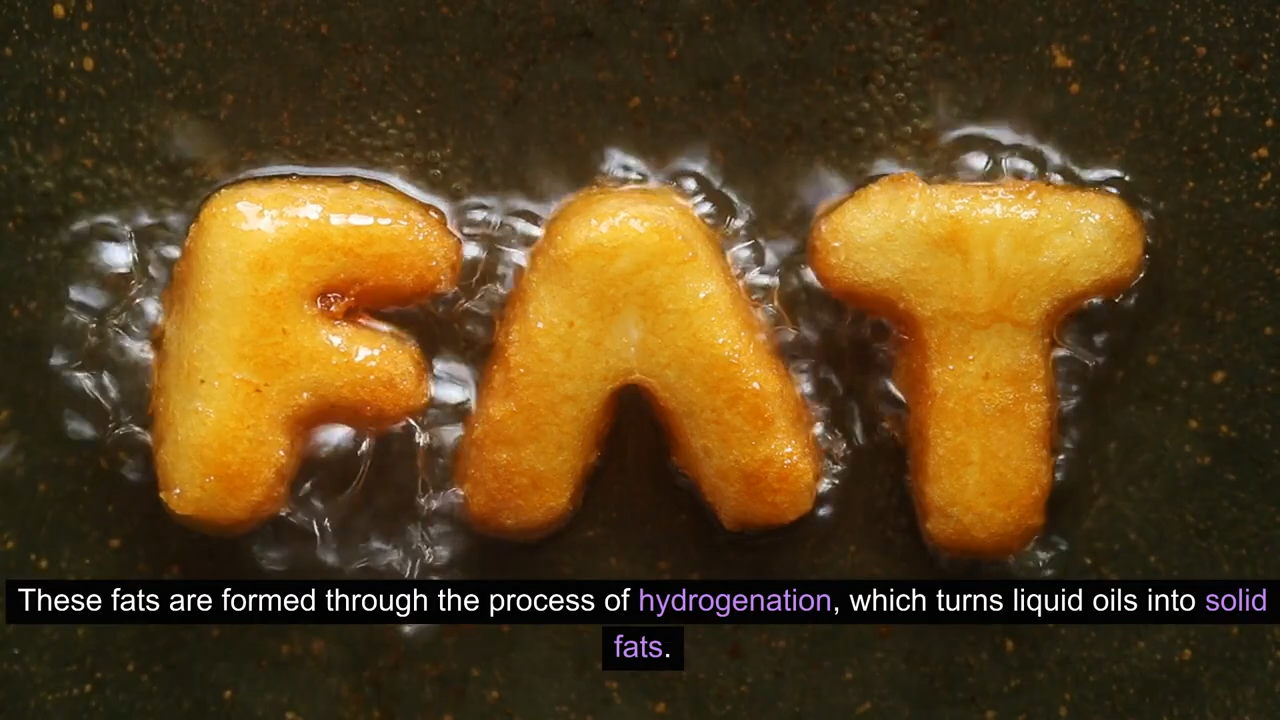 FAT
These fats are formed through the process of hydrogenation, which turns liquid oils into solid
fats.